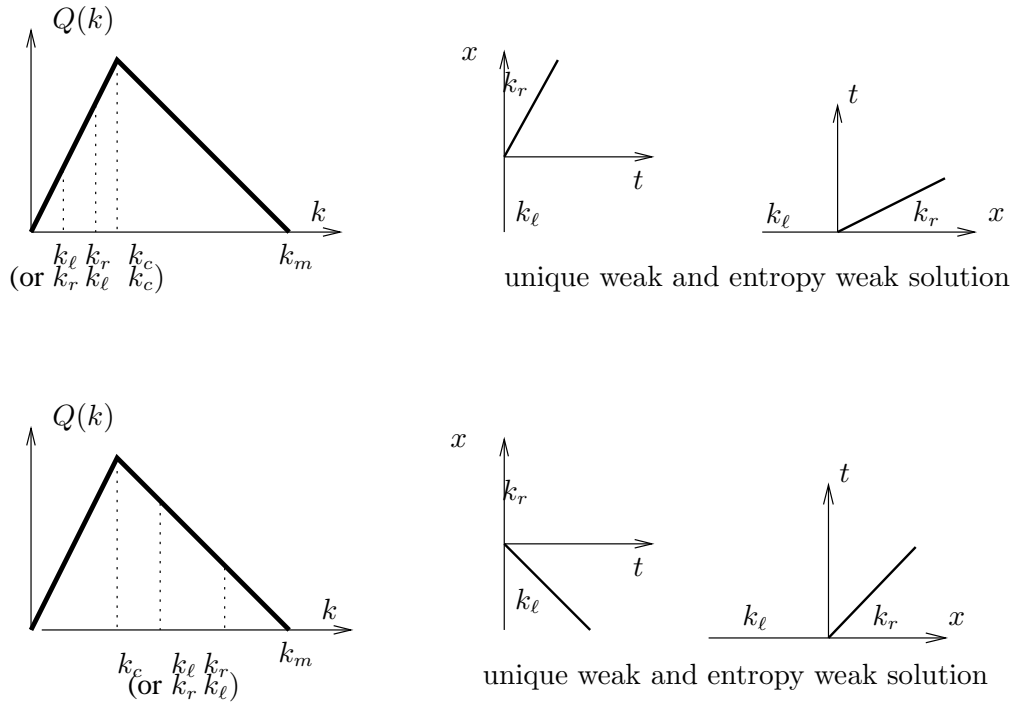 Q(k)
k
k_ℓ k_r k_c k_m
(or k_r k_ℓ k_c)
x
k_r
t
k_ℓ
t
k_ℓ
k_r
x
unique weak and entropy weak solution
Q(k)
k
k_c k_ℓ k_r k_m
(or k_r k_ℓ)
x
k_r
t
k_ℓ
t
k_ℓ
k_r
x
unique weak and entropy weak solution